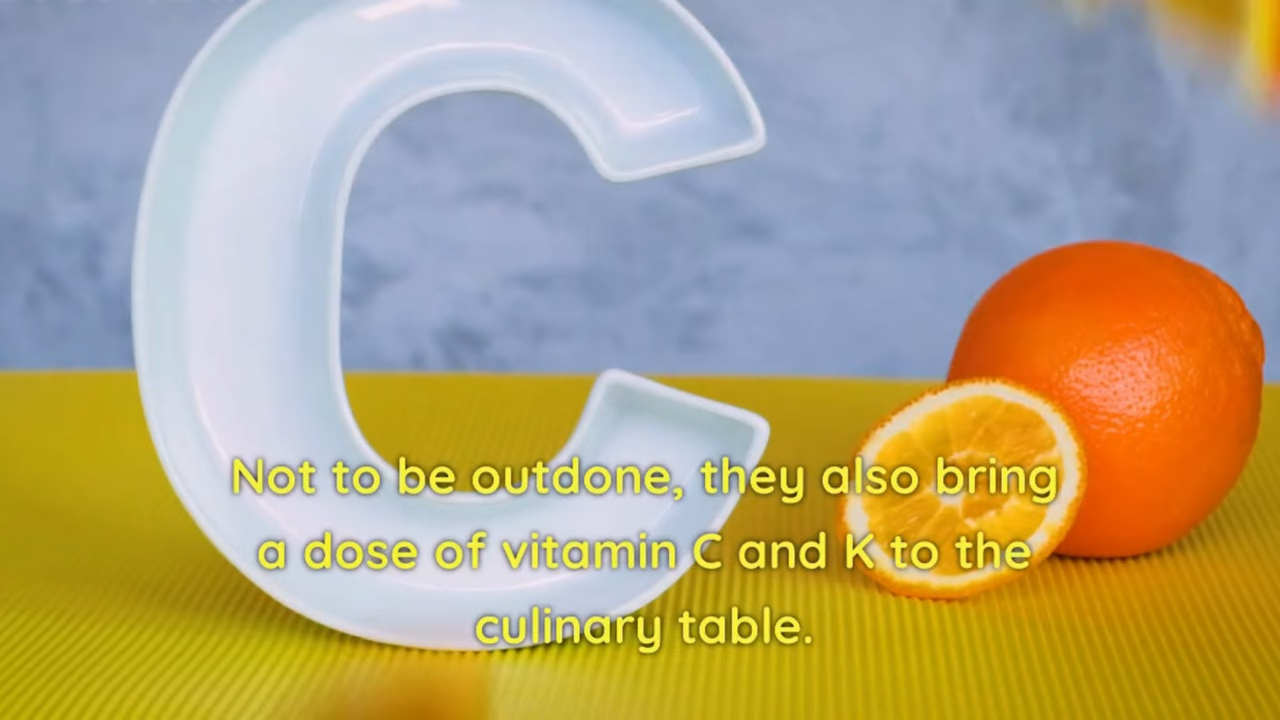 C
Not to be outdone, they also bring
a dose of vitamin C and K to the
culinary table.